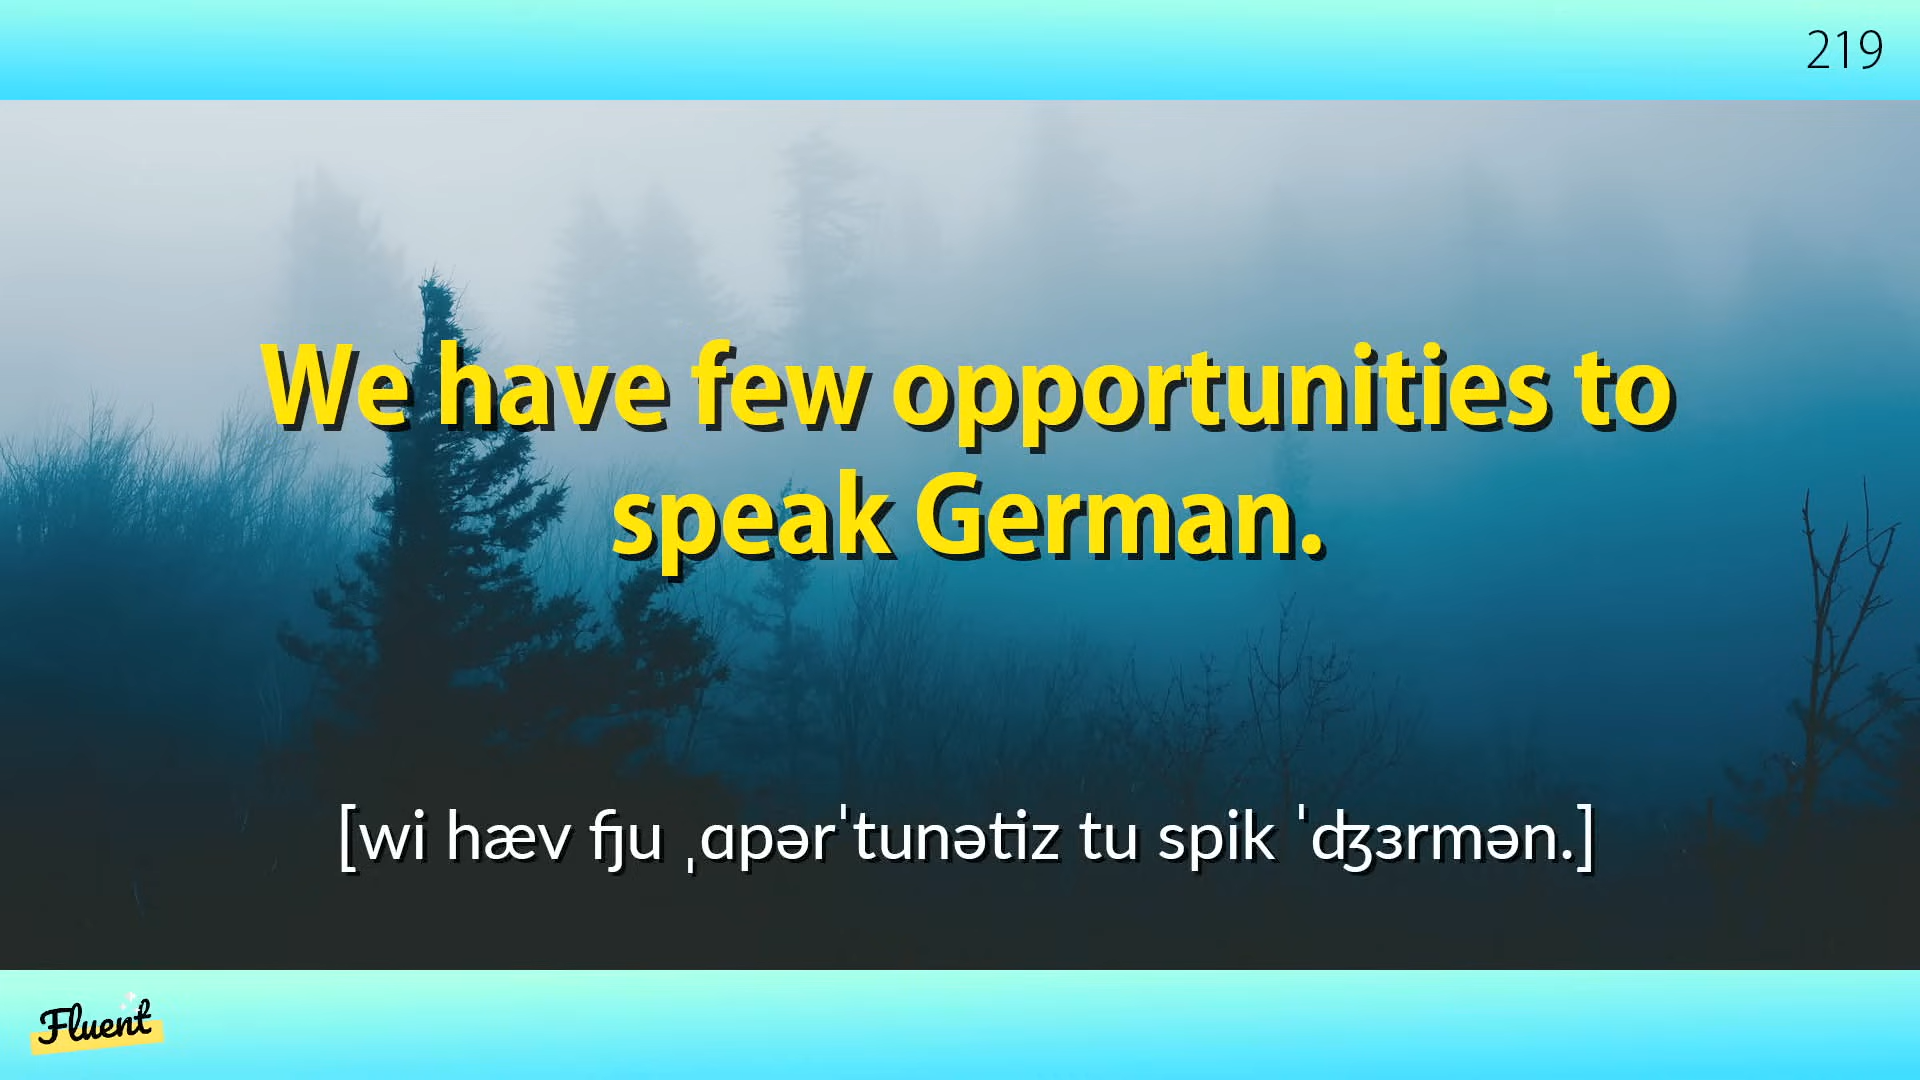 219
We have few opportunities to
speak German.
[wi hæv fju ˌɑpərˈtunətiz tu spik ˈʤɜrmən.]
Fluent